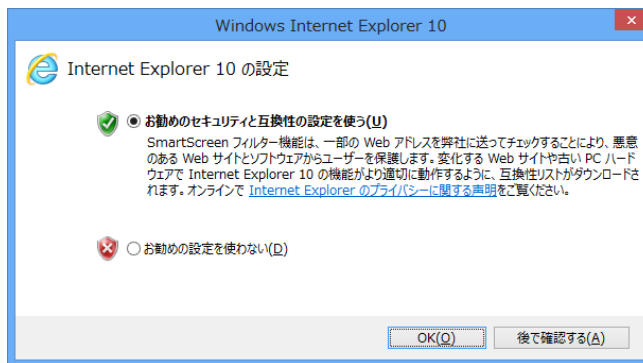 Windows Internet Explorer 10
Internet Explorer 10 の設定
お勧めのセキュリティと互換性の設定を使う(U)
SmartScreen フィルター機能は、一部の Web アドレスを弊社に送ってチェックすることにより、悪意
のある Web サイトとソフトウェアからユーザーを保護します。変化する Web サイトや古い PC ハード
ウェアで Internet Explorer 10 の機能がより適切に動作するように、互換性リストがダウンロードさ
れます。オンラインで Internet Explorer のプライバシーに関する声明をご覧ください。
お勧めの設定を使わない(D)
OK(O)
後で確認する(A)